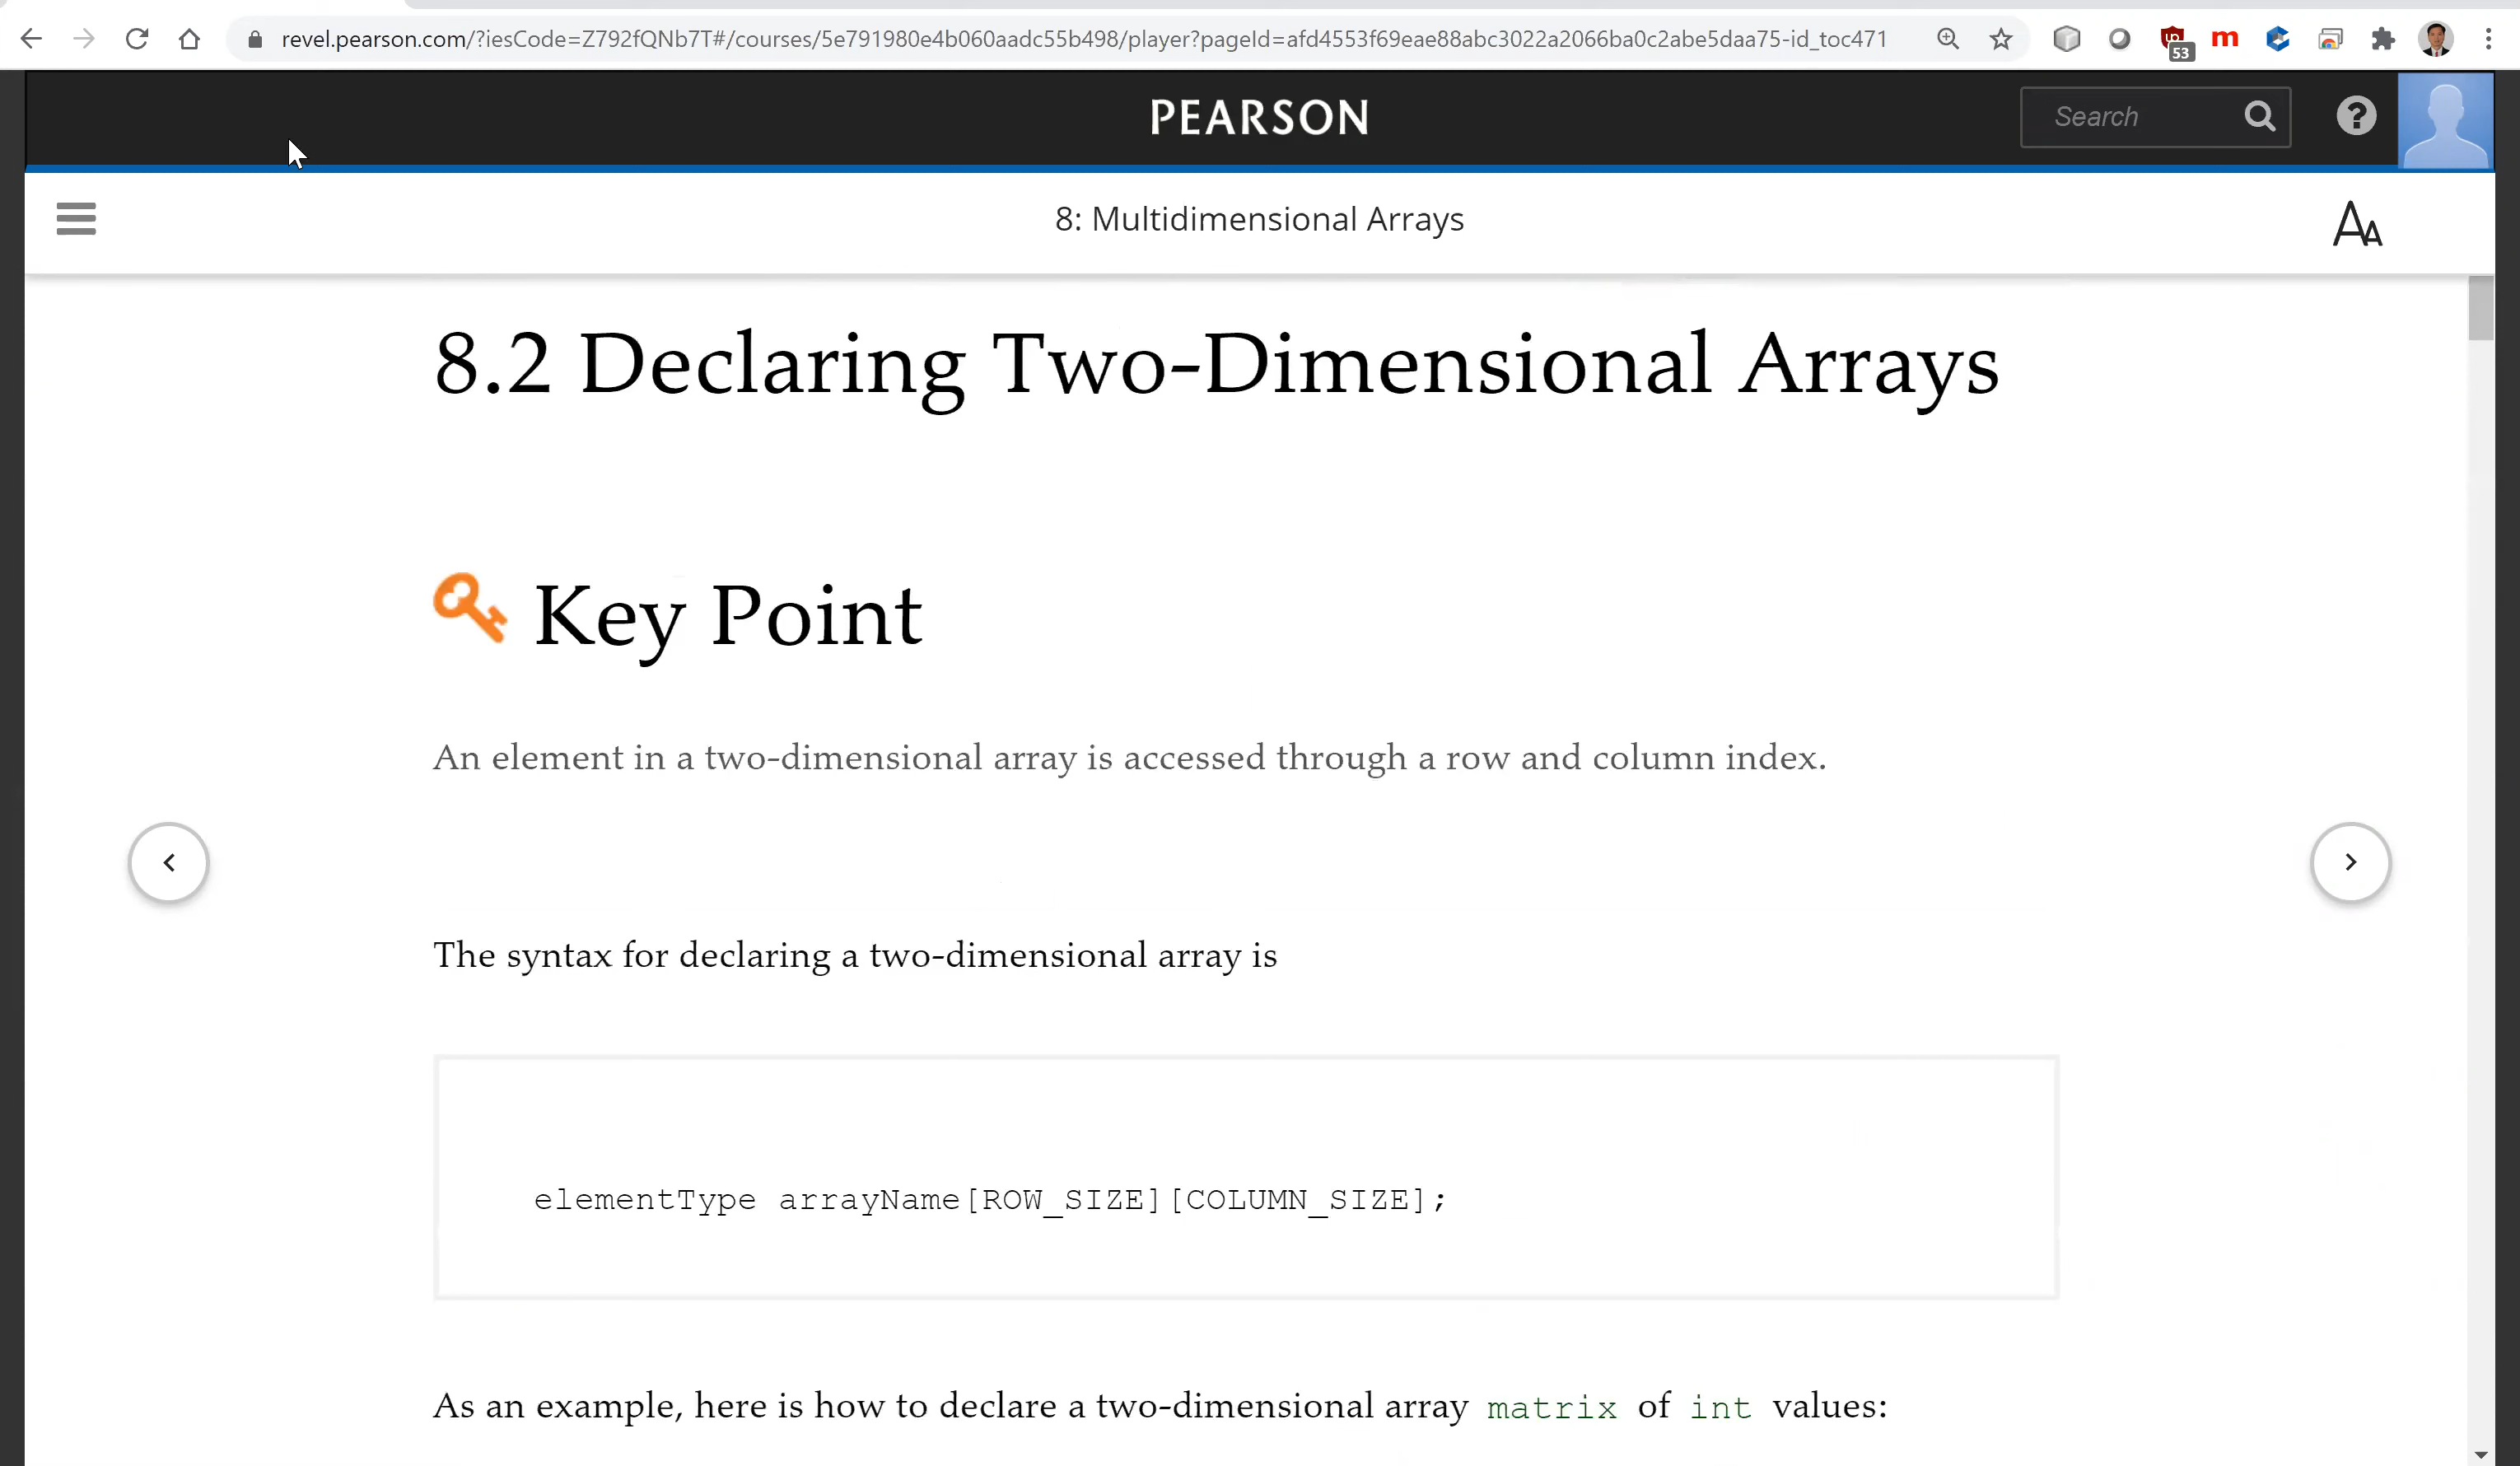 revel.pearson.com/?iesCode=Z792fQNb7T#/courses/5e791980e4b060aadc55b498/player?pageId=afd4553f69eae88abc3022a2066ba0c2abe5daa75-id_toc471
53
m
PEARSON
Search
?
8: Multidimensional Arrays
AA
8.2 Declaring Two-Dimensional Arrays
Key Point
An element in a two-dimensional array is accessed through a row and column index.
The syntax for declaring a two-dimensional array is
elementType arrayName[ROW_SIZE][COLUMN_SIZE];
As an example, here is how to declare a two-dimensional array matrix of int values: